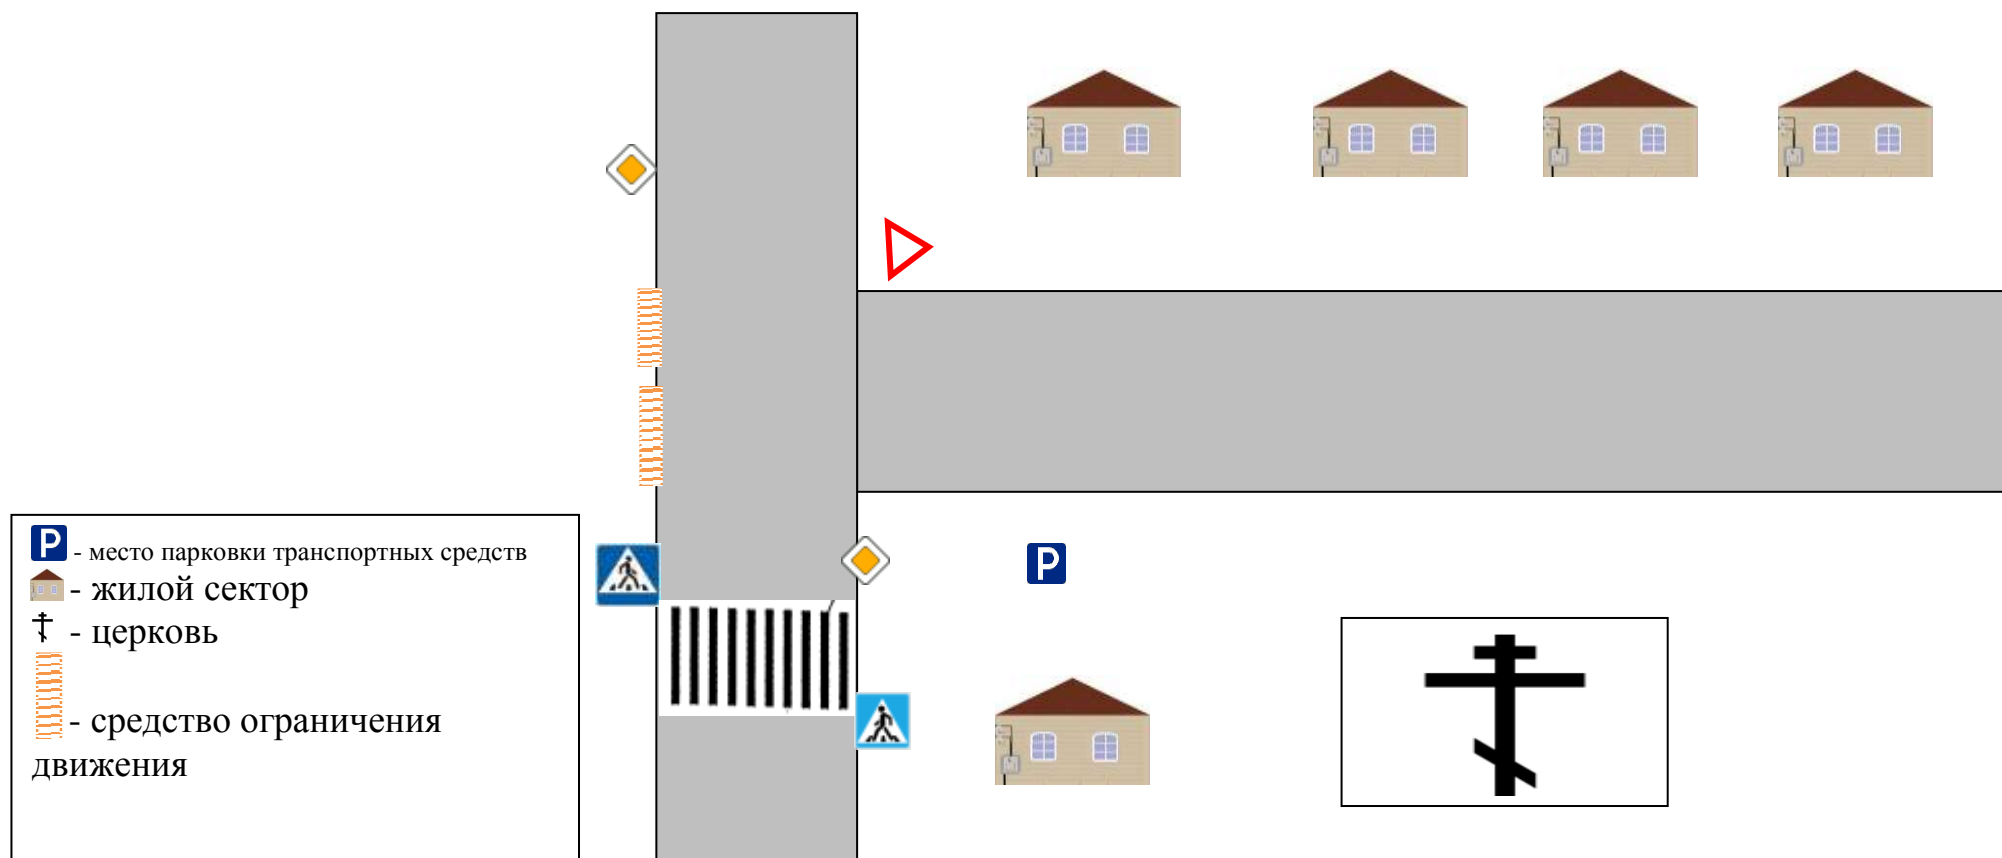 P - место парковки транспортных средств
- жилой сектор
- церковь
- средство ограничения
движения
P